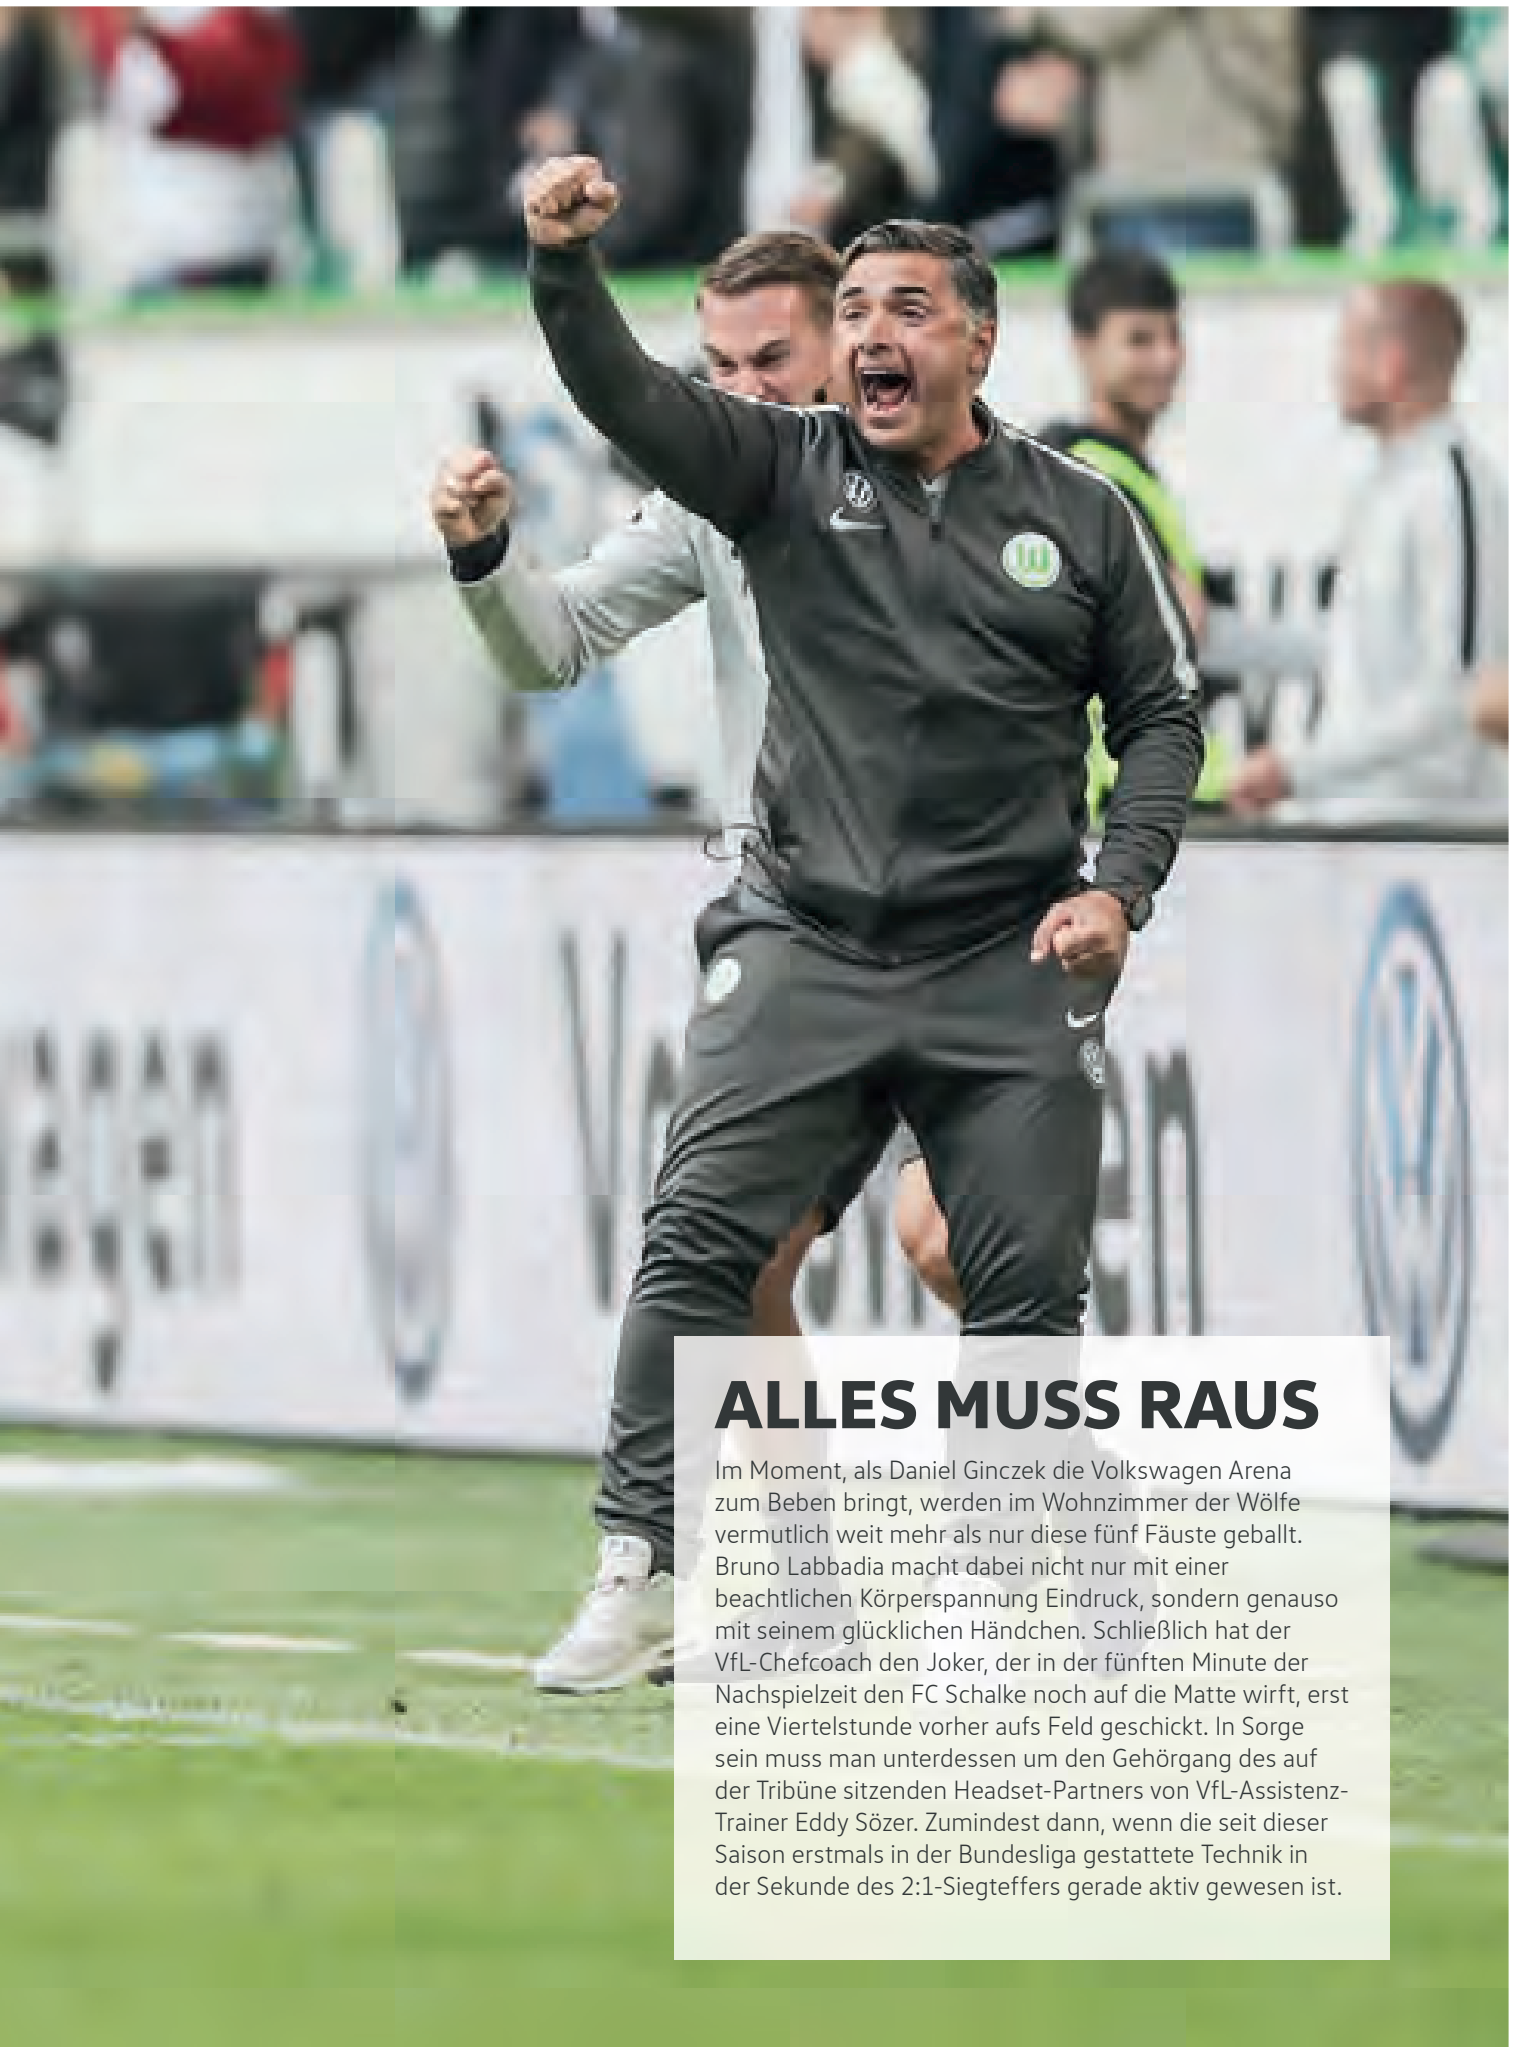 ALLES MUSS RAUS
Im Moment, als Daniel Ginczek die Volkswagen Arena
zum Beben bringt, werden im Wohnzimmer der Wölfe
vermutlich weit mehr als nur diese fünf Fäuste geballt.
Bruno Labbadia macht dabei nicht nur mit einer
beachtlichen Körperspannung Eindruck, sondern genauso
mit seinem glücklichen Händchen. Schließlich hat der
VfL-Chefcoach den Joker, der in der fünften Minute der
Nachspielzeit den FC Schalke noch auf die Matte wirft, erst
eine Viertelstunde vorher aufs Feld geschickt. In Sorge
sein muss man unterdessen um den Gehörgang des auf
der Tribüne sitzenden Headset-Partners von VfL-Assistenz-
Trainer Eddy Sözer. Zumindest dann, wenn die seit dieser
Saison erstmals in der Bundesliga gestattete Technik in
der Sekunde des 2:1-Siegteffers gerade aktiv gewesen ist.